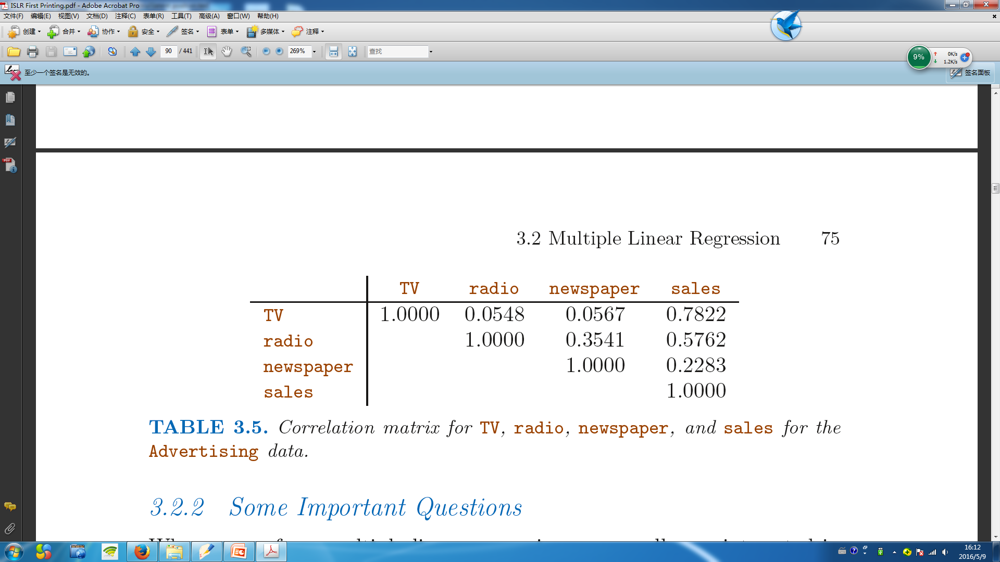 ISLR First Printing.pdf - Adobe Acrobat Pro
文件(F) 编辑(E) 视图(V) 文档(D) 注释(C) 表单(R) 工具(T) 高级(A) 窗口(W) 帮助(H)
创建 合并 协作 安全 签名 表单 多媒体 注释
90 / 441 269% 查找
9% 0K/s
1.2K/s
至少一个签名是无效的。 签名面板
3.2 Multiple Linear Regression 75
TV radio newspaper sales
TV 1.0000 0.0548 0.0567 0.7822
radio 1.0000 0.3541 0.5762
newspaper 1.0000 0.2283
sales 1.0000
TABLE 3.5. Correlation matrix for TV, radio, newspaper, and sales for the
Advertising data.
3.2.2 Some Important Questions
16:12
2016/5/9